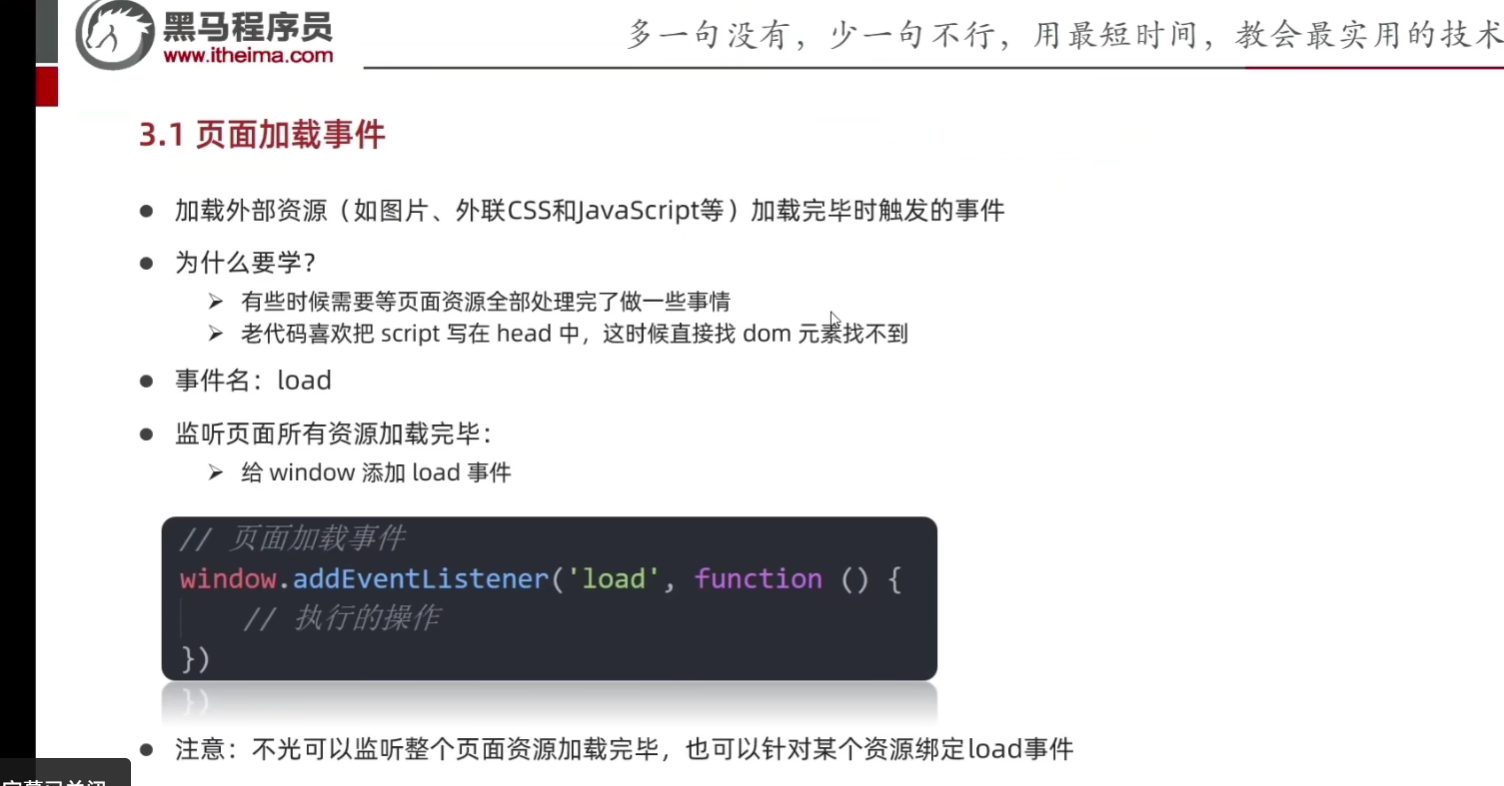 黑马程序员
www.itheima.com
多一句没有，少一句不行，用最短时间，教会最实用的技术
3.1 页面加载事件
加载外部资源（如图片、外联CSS和JavaScript等）加载完毕时触发的事件
为什么要学？
有些时候需要等页面资源全部处理完了做一些事情
老代码喜欢把 script 写在 head 中，这时候直接找 dom 元素找不到
事件名：load
监听页面所有资源加载完毕：
给 window 添加 load 事件
// 页面加载事件
window.addEventListener('load', function () {
// 执行的操作
})
注意：不光可以监听整个页面资源加载完毕，也可以针对某个资源绑定load事件
字幕已关闭